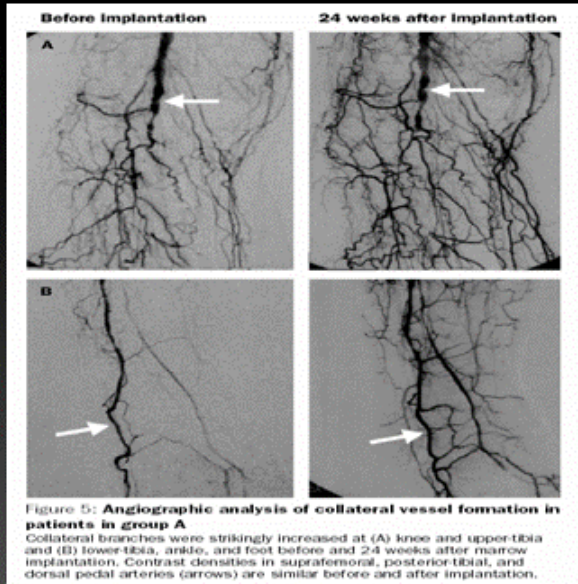 Before implantation
24 weeks after implantation
A
B
Figure 5: Angiographic analysis of collateral vessel formation in
patients in group A
Collateral branches were strikingly increased at (A) knee and upper-tibia
and (B) lower-tibia, ankle, and foot before and 24 weeks after marrow
implantation. Contrast densities in suprafemoral, posterior-tibial, and
dorsal pedal arteries (arrows) are similar before and after implantation.